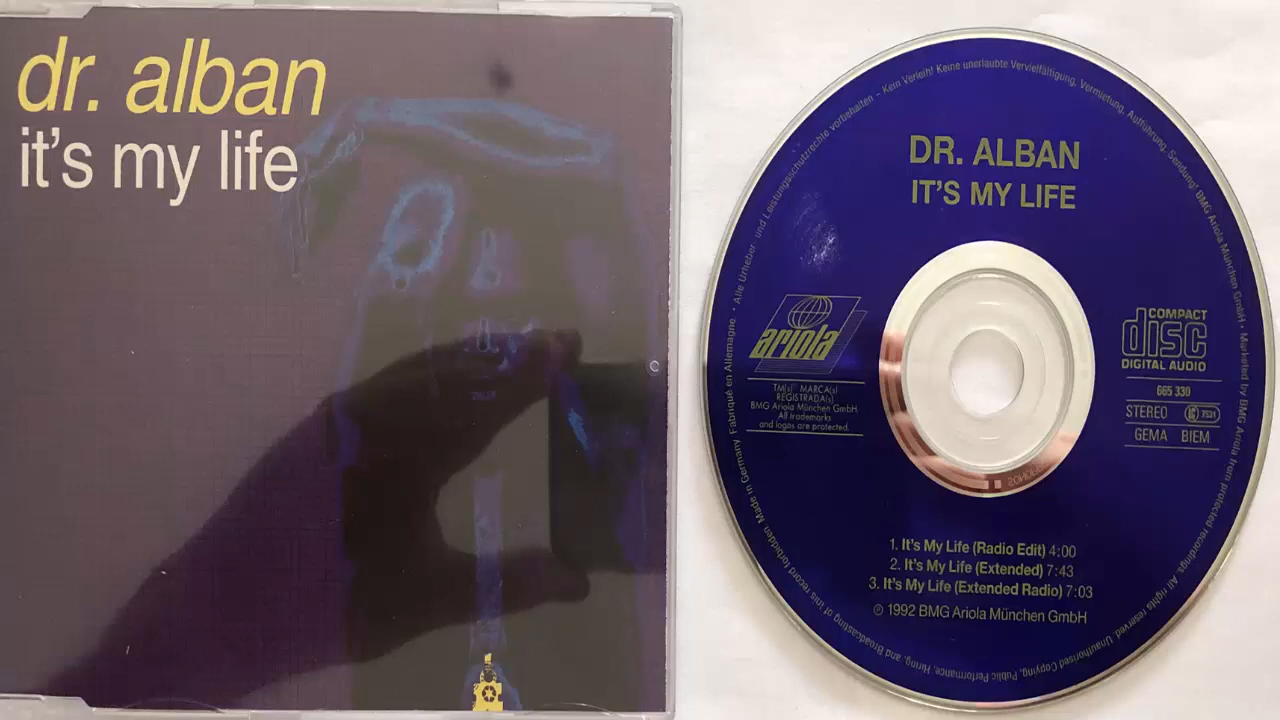 dr. alban
it's my life
DR. ALBAN
IT'S MY LIFE
ariola
TM(s) MARCA(s)
REGISTRADA(s)
BMG Ariola München GmbH
All trademarks
and logos are protected.
COMPACT
disc
DIGITAL AUDIO
665 330
STEREO LC 7531
GEMA BIEM
1. It's My Life (Radio Edit) 4:00
2. It's My Life (Extended) 7:43
3. It's My Life (Extended Radio) 7:03
℗ 1992 BMG Ariola München GmbH
Made in Germany Fabriqué en Allemagne. · Alle Urheber- und Leistungsschutzrechte vorbehalten – Kein Verleih! Keine unerlaubte Vervielfältigung, Vermietung, Aufführung, Sendung! BMG Ariola München GmbH · Marketed by BMG Ariola from protected recordings. All rights reserved. Unauthorised Copying, Public Performance, Hiring, and Broadcasting of this record forbidden
SONOPRESS